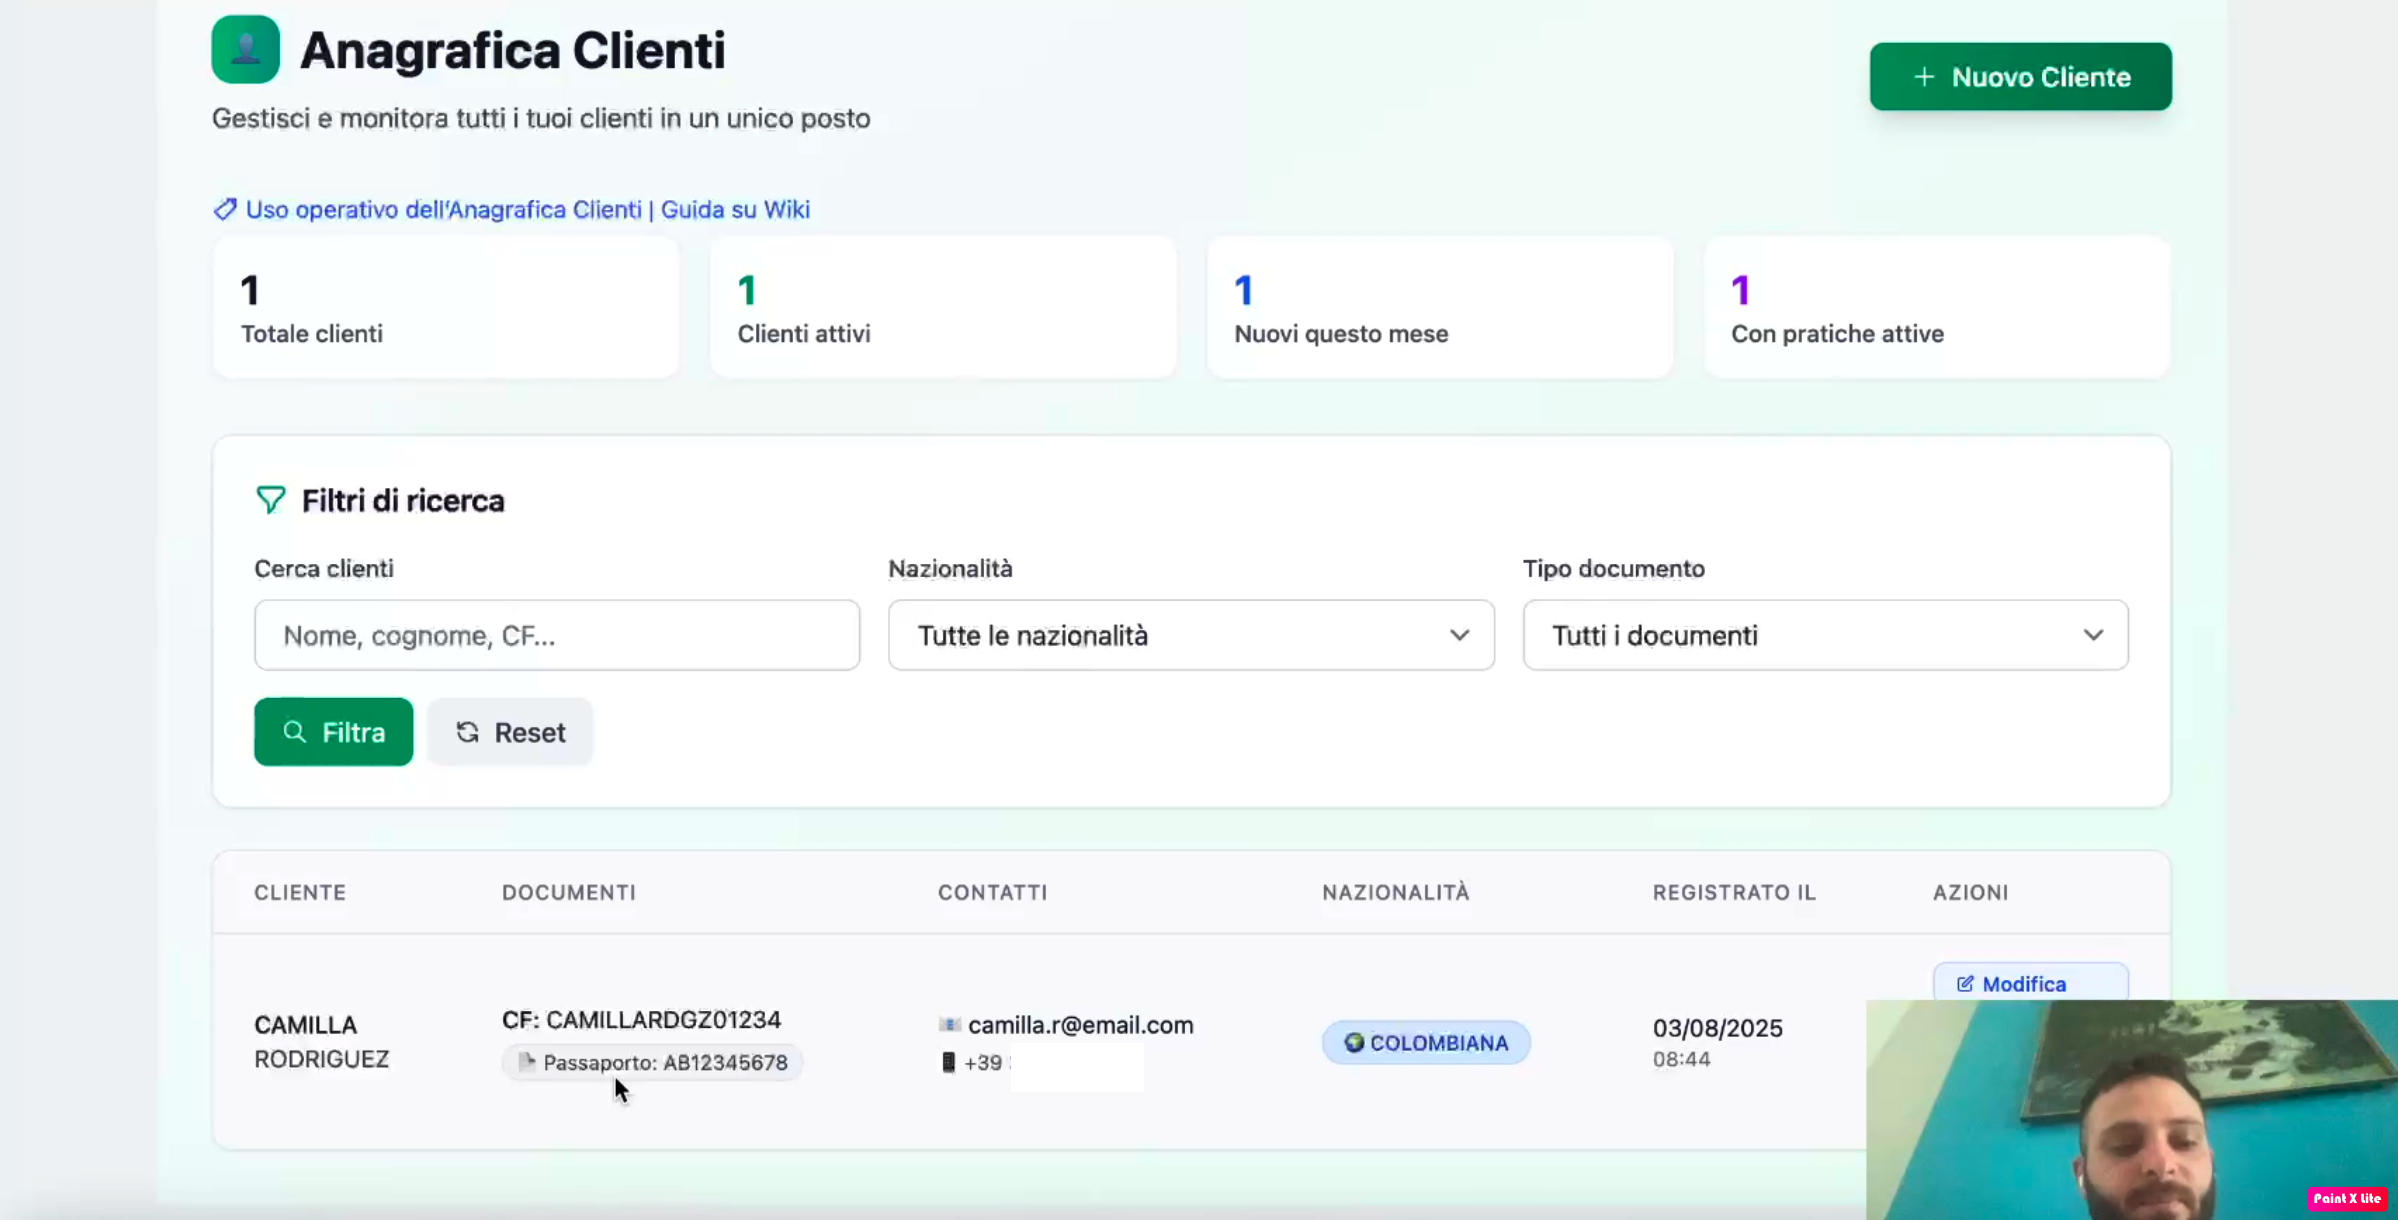 Anagrafica Clienti
Gestisci e monitora tutti i tuoi clienti in un unico posto
+ Nuovo Cliente
Uso operativo dell'Anagrafica Clienti | Guida su Wiki
1
Totale clienti
1
Clienti attivi
1
Nuovi questo mese
1
Con pratiche attive
Filtri di ricerca
Cerca clienti
Nome, cognome, CF...
Nazionalità
Tutte le nazionalità
Tipo documento
Tutti i documenti
Filtra
Reset
CLIENTE DOCUMENTI CONTATTI NAZIONALITÀ REGISTRATO IL AZIONI
CAMILLA
RODRIGUEZ
CF: CAMILLARDGZ01234
Passaporto: AB12345678
camilla.r@email.com
+39
COLOMBIANA
03/08/2025
08:44
Modifica
Paint X lite